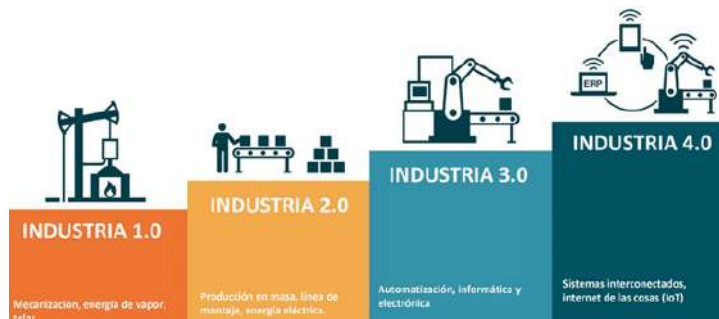 ERP
INDUSTRIA 1.0
Mecanización, energía de vapor,
telar
INDUSTRIA 2.0
Producción en masa, línea de
montaje, energía eléctrica.
INDUSTRIA 3.0
Automatización, informática y
electrónica
INDUSTRIA 4.0
Sistemas interconectados,
internet de las cosas (IoT)